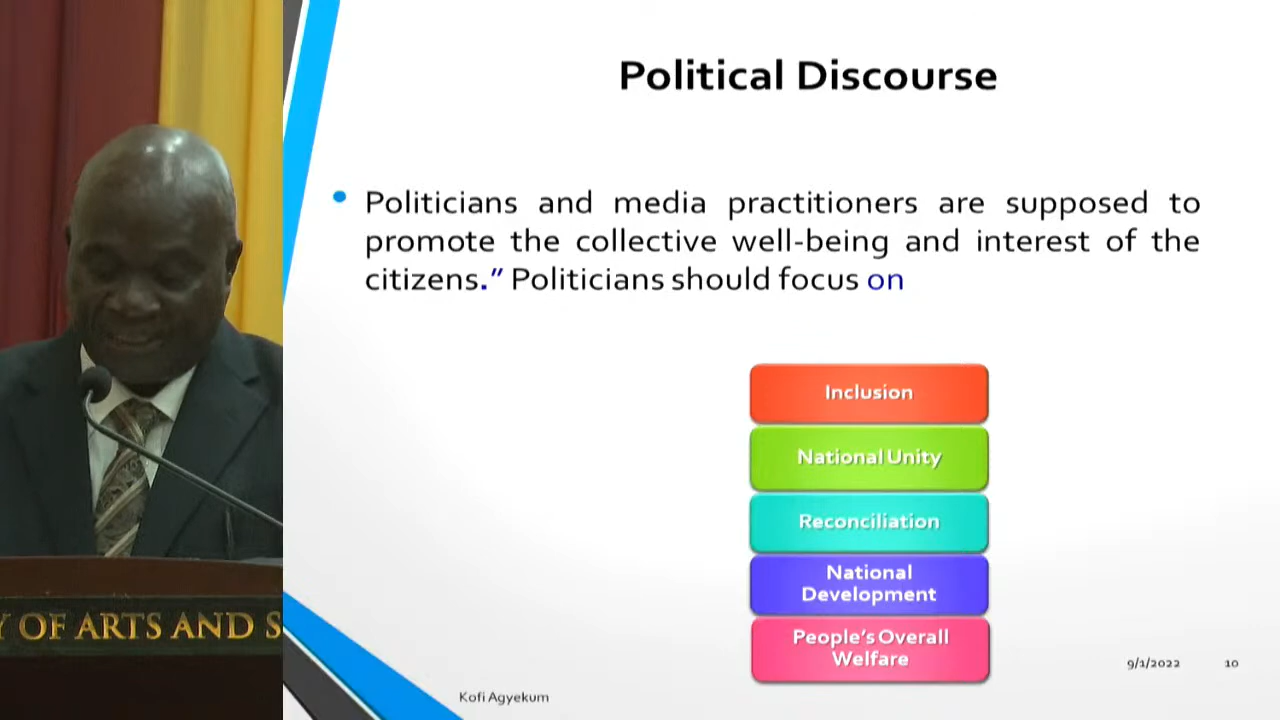 Political Discourse
• Politicians and media practitioners are supposed to
promote the collective well-being and interest of the
citizens." Politicians should focus on
Inclusion
National Unity
Reconciliation
National
Development
People's Overall
Welfare
Y OF ARTS AND S
9/1/2022 10
Kofi Agyekum